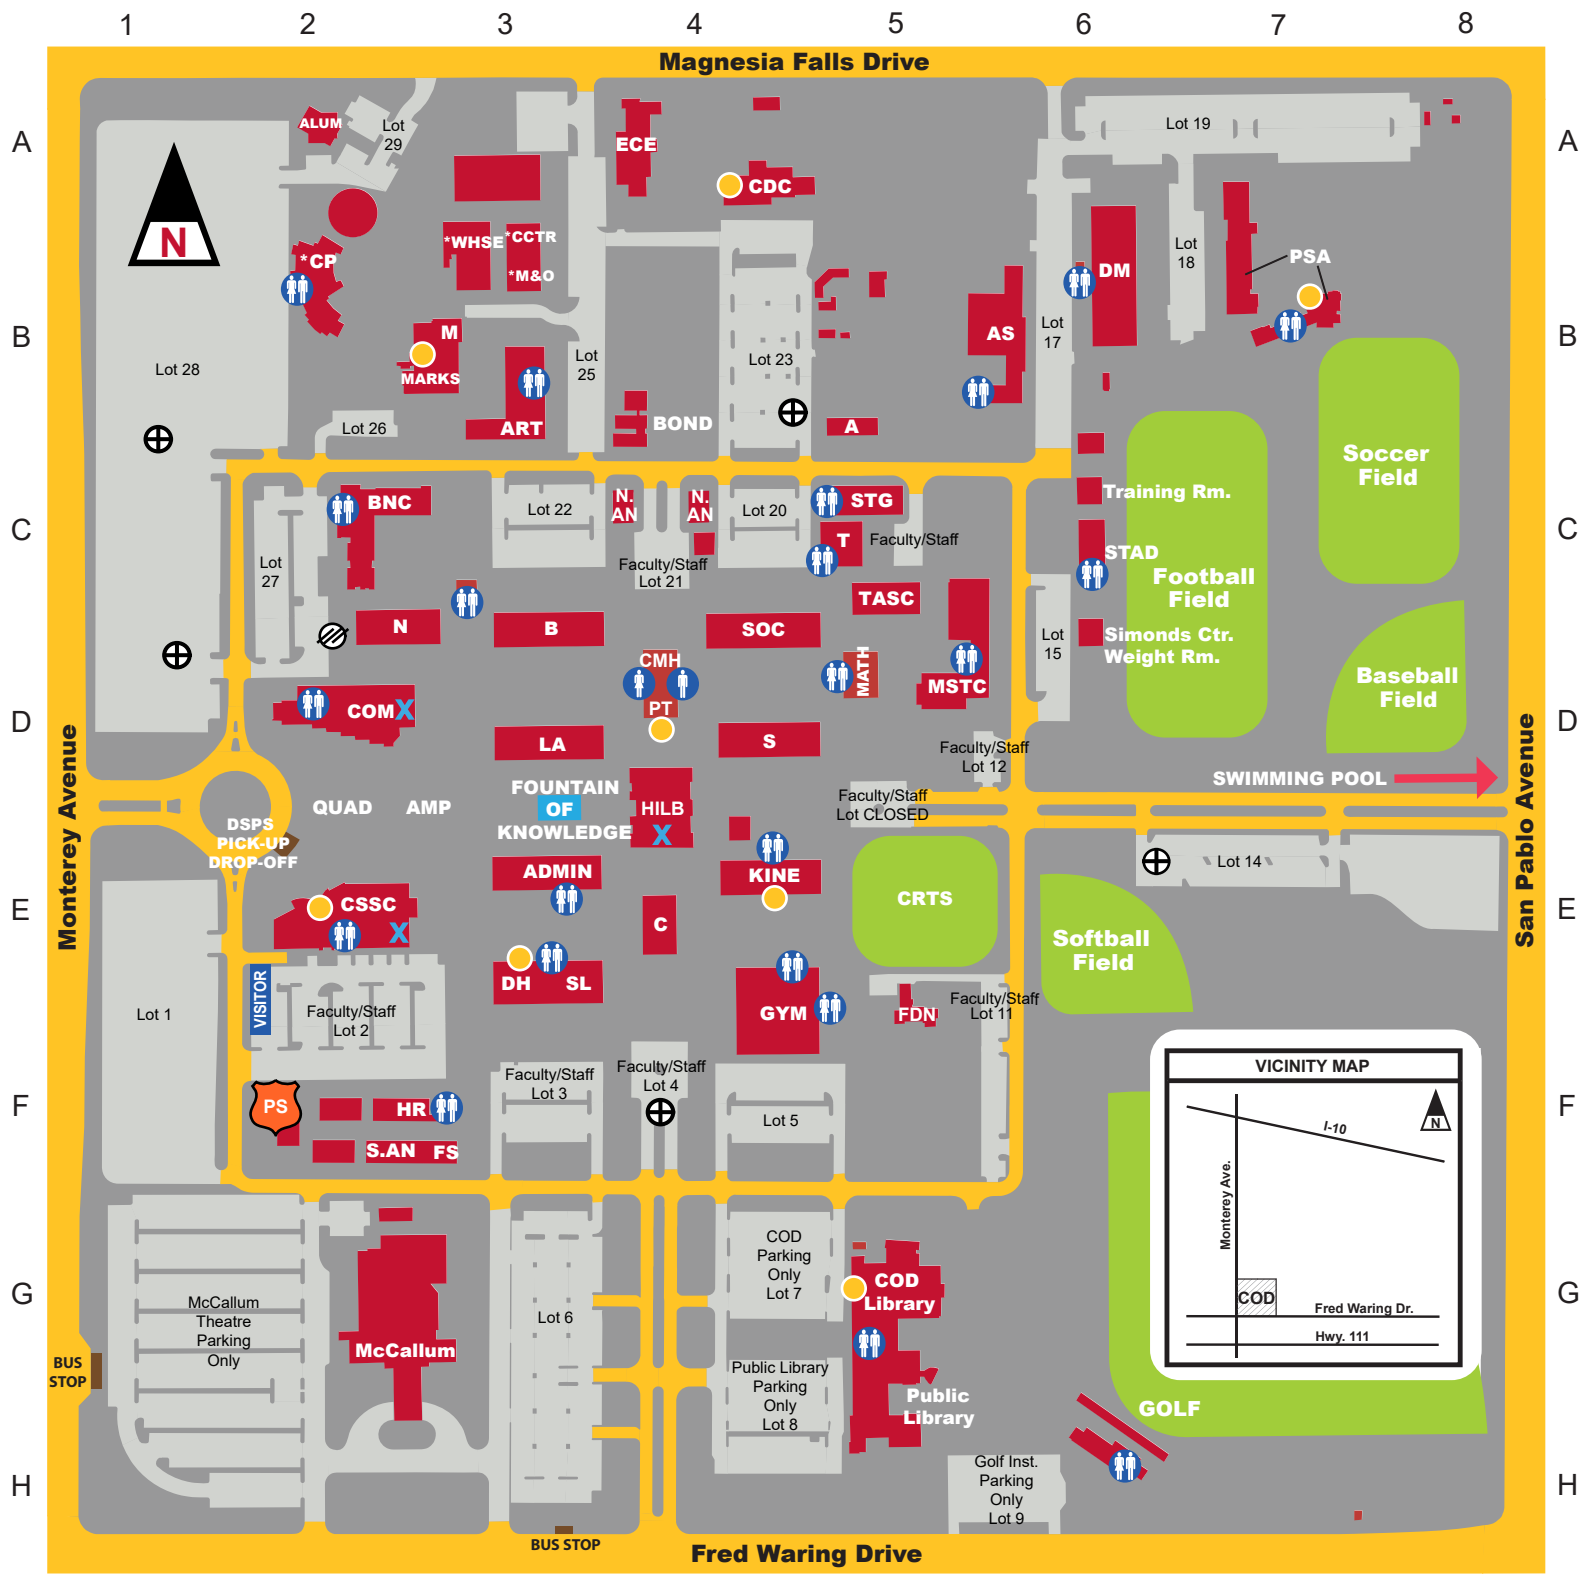 1 2 3 4 5 6 7 8
Magnesia Falls Drive
A
A
ALUM
Lot
29
ECE
CDC
Lot 19
N
*CP
*WHSE
*CCTR
*M&O
DM
Lot
18
PSA
B
B
M
MARKS
Lot 28
Lot
25
Lot 23
AS
Lot
17
Lot 26
ART
BOND
A
Soccer
Field
C
C
BNC
Lot 22
N.
AN
N.
AN
Lot 20
STG
T
Faculty/Staff
Training Rm.
STAD
Football
Field
Lot
27
Faculty/Staff
Lot 21
TASC
N
B
SOC
Lot
15
Simonds Ctr.
Weight Rm.
CMH
PT
MATH
MSTC
Baseball
Field
D
D
COM
X
LA
S
Faculty/Staff
Lot 12
SWIMMING POOL
Monterey Avenue
San Pablo Avenue
QUAD
AMP
FOUNTAIN
OF
KNOWLEDGE
HILB
X
Faculty/Staff
Lot CLOSED
DSPS
PICK-UP
DROP-OFF
ADMIN
KINE
Lot 14
E
E
CSSC
X
C
CRTS
Softball
Field
DH
SL
GYM
FDN
Faculty/Staff
Lot 11
Lot 1
VISITOR
Faculty/Staff
Lot 2
F
F
PS
HR
S.AN
FS
Faculty/Staff
Lot 3
Faculty/Staff
Lot 4
Lot 5
VICINITY MAP
I-10
N
Monterey Ave.
COD
Fred Waring Dr.
Hwy. 111
G
G
McCallum
Theatre
Parking
Only
McCallum
Lot 6
COD
Parking
Only
Lot 7
COD
Library
BUS
STOP
Public Library
Parking
Only
Lot 8
Public
Library
GOLF
H
H
Golf Inst.
Parking
Only
Lot 9
BUS STOP
Fred Waring Drive